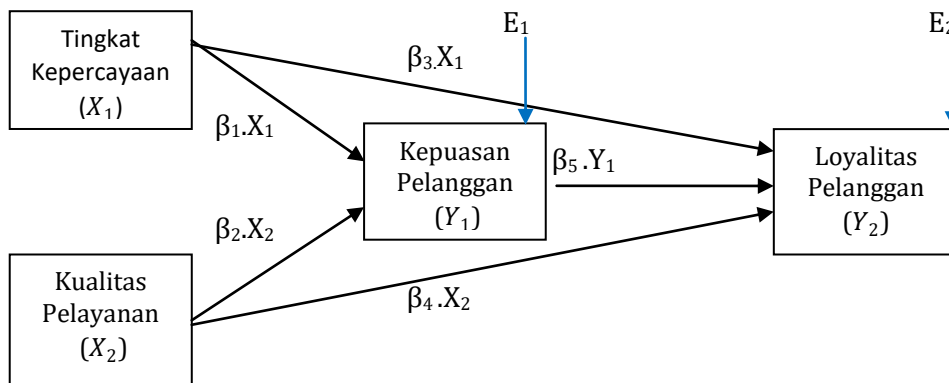 E₁
E₂
Tingkat
Kepercayaan
(X₁)
β₃.X₁
β₁.X₁
Kepuasan
Pelanggan
(Y₁)
β₅ .Y₁
Loyalitas
Pelanggan
(Y₂)
β₂.X₂
Kualitas
Pelayanan
(X₂)
β₄ .X₂